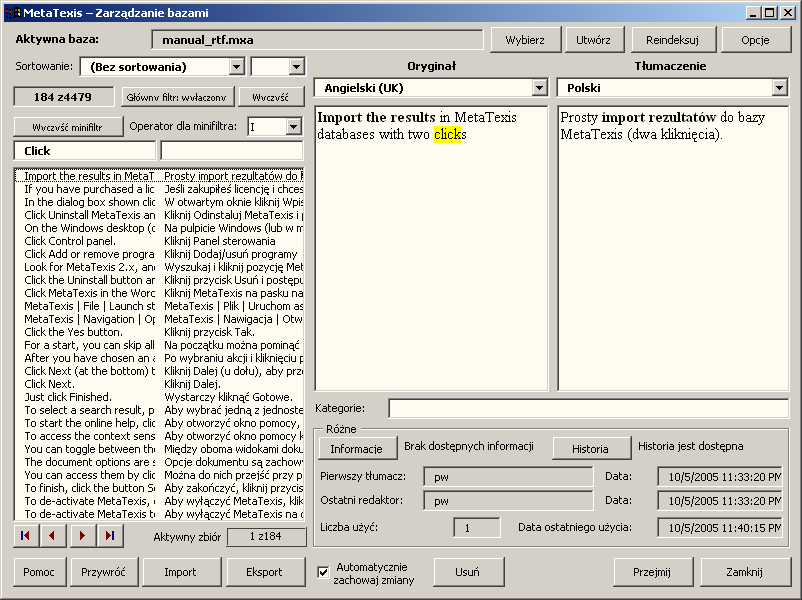 MetaTexis – Zarządzanie bazami
Aktywna baza:
manual_rtf.mxa
Wybierz
Utwórz
Reindeksuj
Opcje
Sortowanie:
(Bez sortowania)
Oryginał
Tłumaczenie
Angielski (UK)
Polski
184 z4479
Główny filtr: wyłączony
Wyczyść
Wyczyść minifiltr
Operator dla minifiltra:
I
Click
Import the results in MetaT
Prosty import rezultatów do b
If you have purchased a lic
Jeśli zakupiłeś licencję i chces
In the dialog box shown clic
W otwartym oknie kliknij Wpis
Click Uninstall MetaTexis an
Kliknij Odinstaluj MetaTexis i p
On the Windows desktop (o
Na pulpicie Windows (lub w m
Click Control panel.
Kliknij Panel sterowania
Click Add or remove progra
Kliknij Dodaj/usuń programy
Look for MetaTexis 2.x, and
Wyszukaj i kliknij pozycję Met
Click the Uninstall button an
Kliknij przycisk Usuń i postępu
Click MetaTexis in the Word
Kliknij MetaTexis na pasku na
MetaTexis | File | Launch st
MetaTexis | Plik | Uruchom as
MetaTexis | Navigation | Op
MetaTexis | Nawigacja | Otw
Click the Yes button.
Kliknij przycisk Tak.
For a start, you can skip all
Na początku można pominąć
After you have chosen an a
Po wybraniu akcji i kliknięciu p
Click Next (at the bottom) t
Kliknij Dalej (u dołu), aby prze
Click Next.
Kliknij Dalej.
Just click Finished.
Wystarczy kliknąć Gotowe.
To select a search result, p
Aby wybrać jedną z jednoste
To start the online help, clic
Aby otworzyć okno pomocy,
To access the context sens
Aby otworzyć okno pomocy k
You can toggle between the
Między oboma widokami doku
The document options are s
Opcje dokumentu są zachow
You can access them by clic
Można do nich przejść przy p
To finish, click the button S
Aby zakończyć, kliknij przycis
To de-activate MetaTexis, c
Aby wyłączyć MetaTexis, klik
To de-activate MetaTexis t
Aby wyłączyć MetaTexis na c
Import the results in MetaTexis
databases with two clicks
Prosty import rezultatów do bazy
MetaTexis (dwa kliknięcia).
Kategorie:
Różne
Informacje
Brak dostępnych informacji
Historia
Historia jest dostępna
Pierwszy tłumacz:
pw
Data:
10/5/2005 11:33:20 PM
Ostatni redaktor:
pw
Data:
10/5/2005 11:33:20 PM
Liczba użyć:
1
Data ostatniego użycia:
10/5/2005 11:40:15 PM
Aktywny zbiór
1 z184
Pomoc
Przywróć
Import
Eksport
Automatycznie
zachowaj zmiany
Usuń
Przejmij
Zamknij